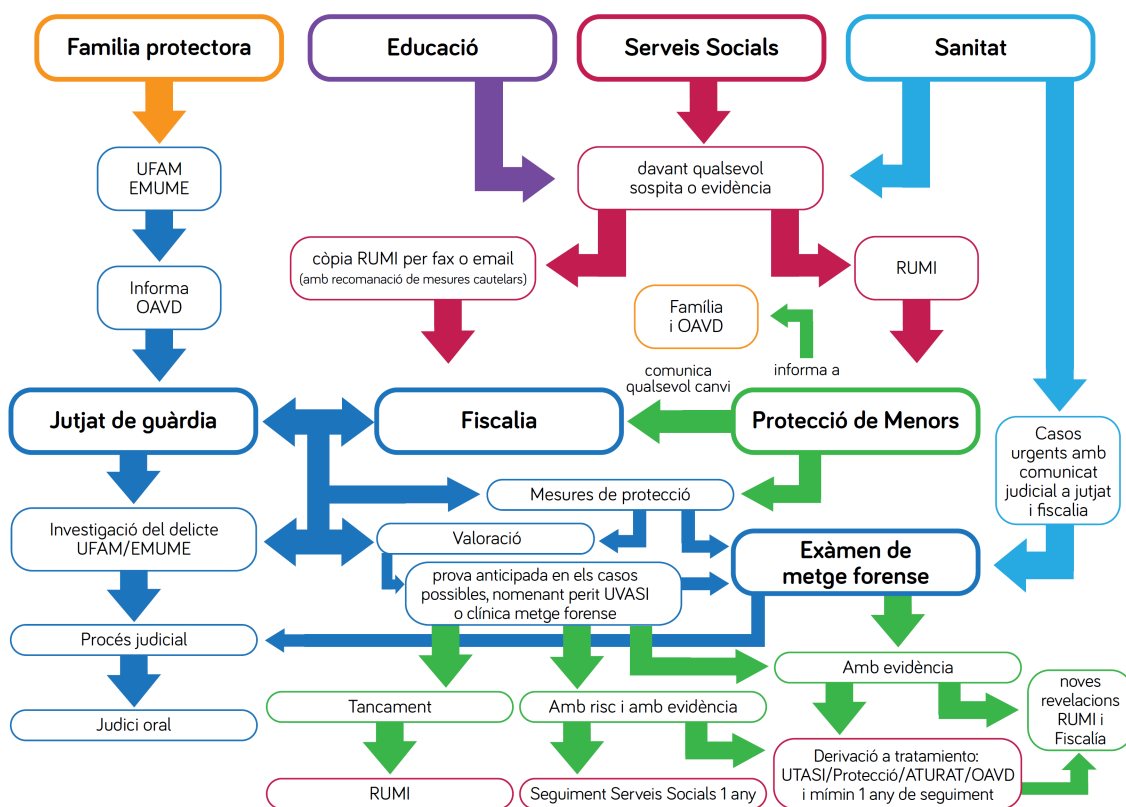 Familia protectora
Educació
Serveis Socials
Sanitat
UFAM
EMUME
davant qualsevol
sospita o evidència
còpia RUMI per fax o email
(amb recomanació de mesures cautelars)
RUMI
Informa
OAVD
Família
i OAVD
comunica
qualsevol canvi
informa a
Jutjat de guàrdia
Fiscalia
Protecció de Menors
Casos
urgents amb
comunicat
judicial a jutjat
i fiscalia
Mesures de protecció
Investigació del delicte
UFAM/EMUME
Valoració
Exàmen de
metge forense
prova anticipada en els casos
possibles, nomenant perit UVASI
o clínica metge forense
Procés judicial
Amb evidència
noves
revelacions
RUMI i
Fiscalía
Judici oral
Tancament
Amb risc i amb evidència
Derivació a tratamiento:
UTASI/Protecció/ATURAT/OAVD
i mímin 1 any de seguiment
RUMI
Seguiment Serveis Socials 1 any